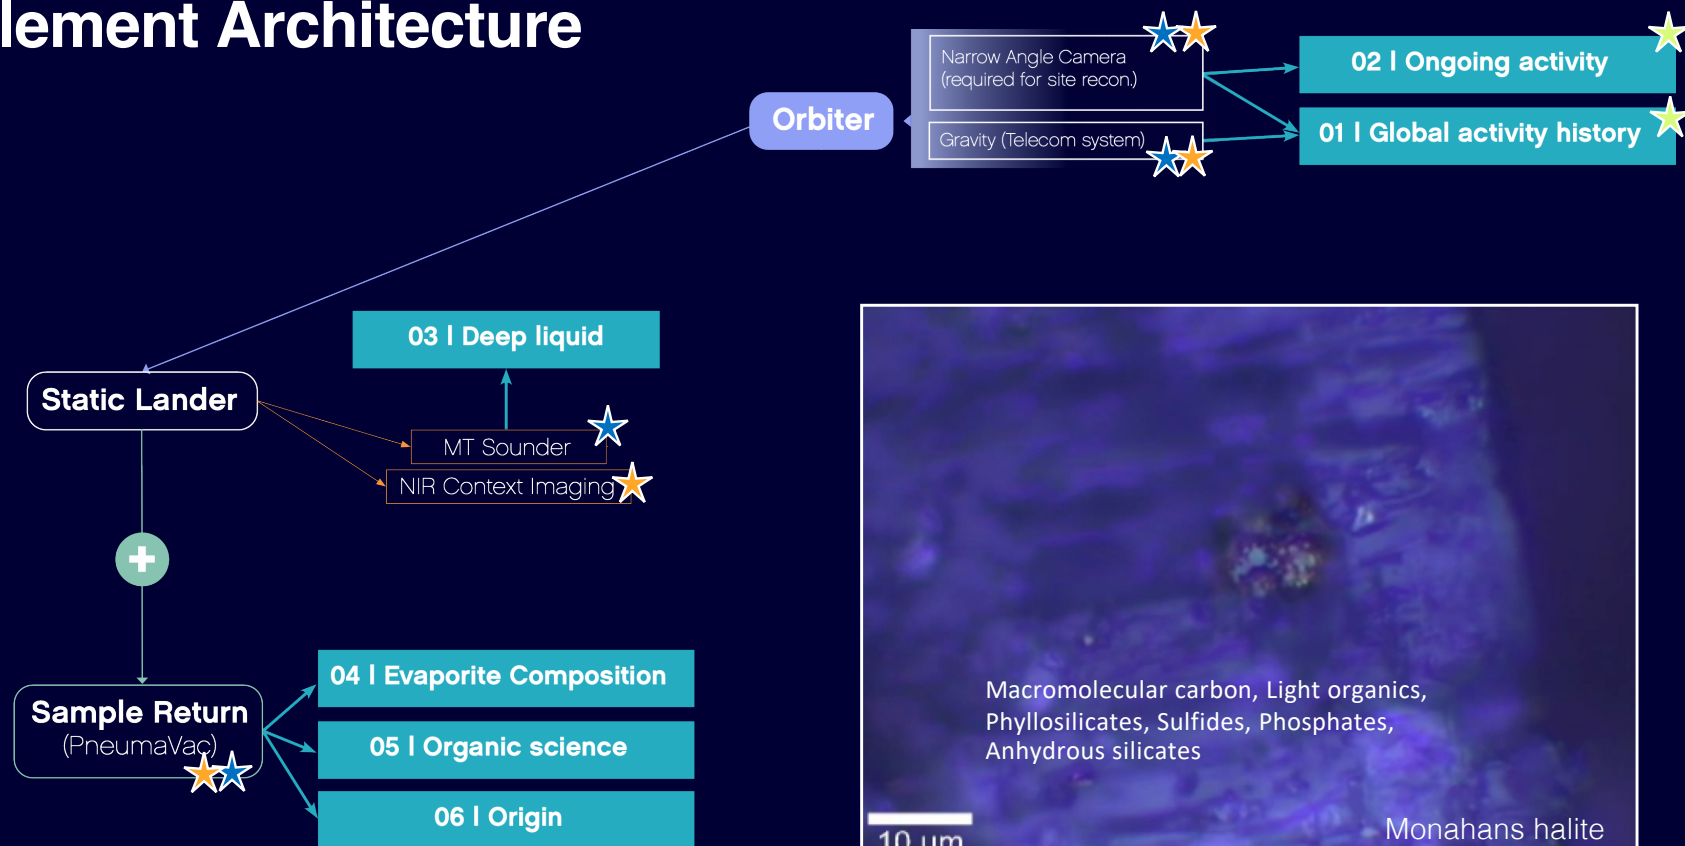 lement Architecture
Narrow Angle Camera
(required for site recon.)
02 | Ongoing activity
Orbiter
01 | Global activity history
Gravity (Telecom system)
03 | Deep liquid
Static Lander
MT Sounder
NIR Context Imaging
04 | Evaporite Composition
Sample Return
(PneumaVac)
05 | Organic science
06 | Origin
Macromolecular carbon, Light organics,
Phyllosilicates, Sulfides, Phosphates,
Anhydrous silicates
10 µm
Monahans halite